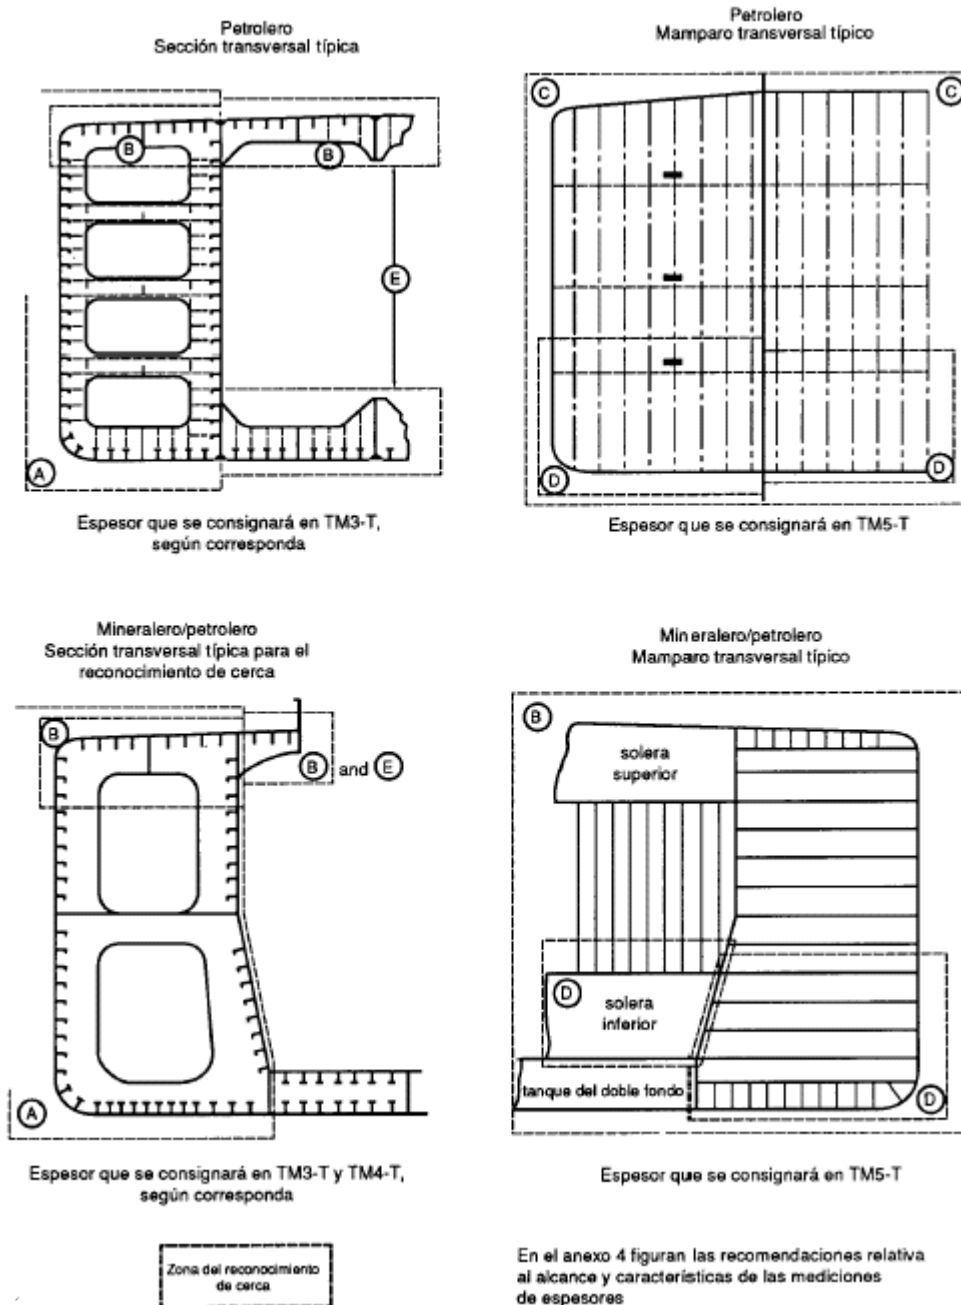 Petrolero
Sección transversal típica
B
B
E
A
Espesor que se consignará en TM3-T,
según corresponda
Petrolero
Mamparo transversal típico
C
C
D
D
Espesor que se consignará en TM5-T
Mineralero/petrolero
Sección transversal típica para el
reconocimiento de cerca
B
B and E
A
Espesor que se consignará en TM3-T y TM4-T,
según corresponda
Mineralero/petrolero
Mamparo transversal típico
B
solera
superior
D
solera
inferior
tanque del doble fondo
D
Espesor que se consignará en TM5-T
Zona del reconocimiento
de cerca
En el anexo 4 figuran las recomendaciones relativa
al alcance y características de las mediciones
de espesores